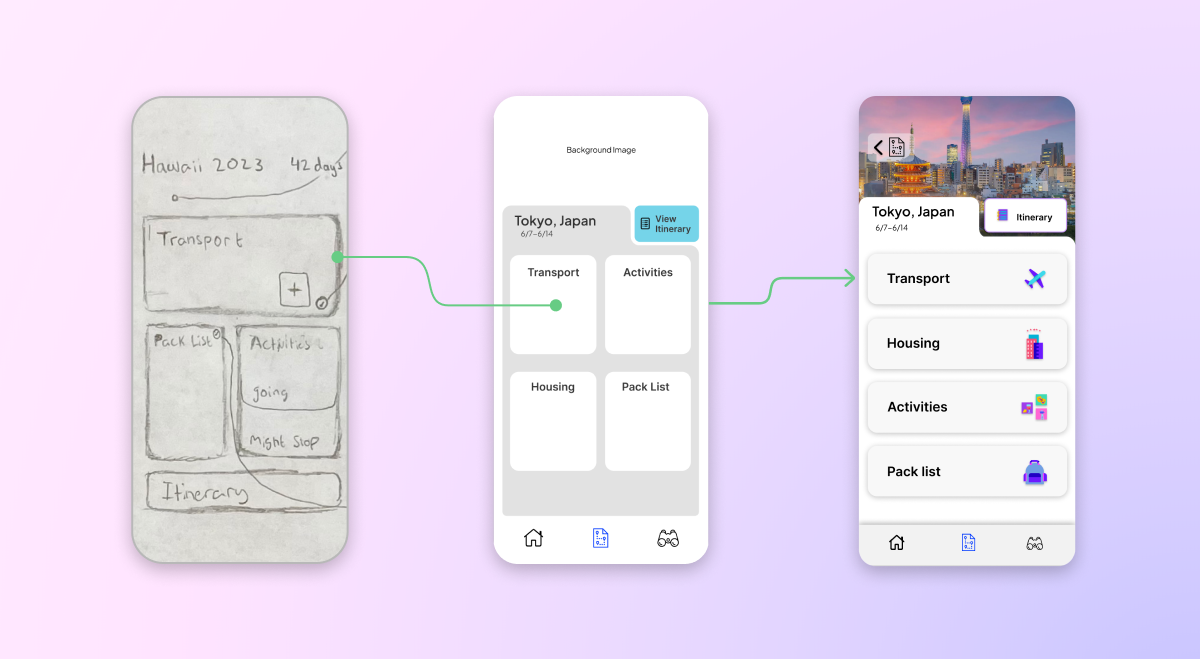 Hawaii 2023 42 days
Transport
+
Pack List
Activities
going
Might Stop
Itinerary
Background Image
Tokyo, Japan
6/7-6/14
View
Itinerary
Transport
Activities
Housing
Pack List
Tokyo, Japan
6/7-6/14
Itinerary
Transport
Housing
Activities
Pack list